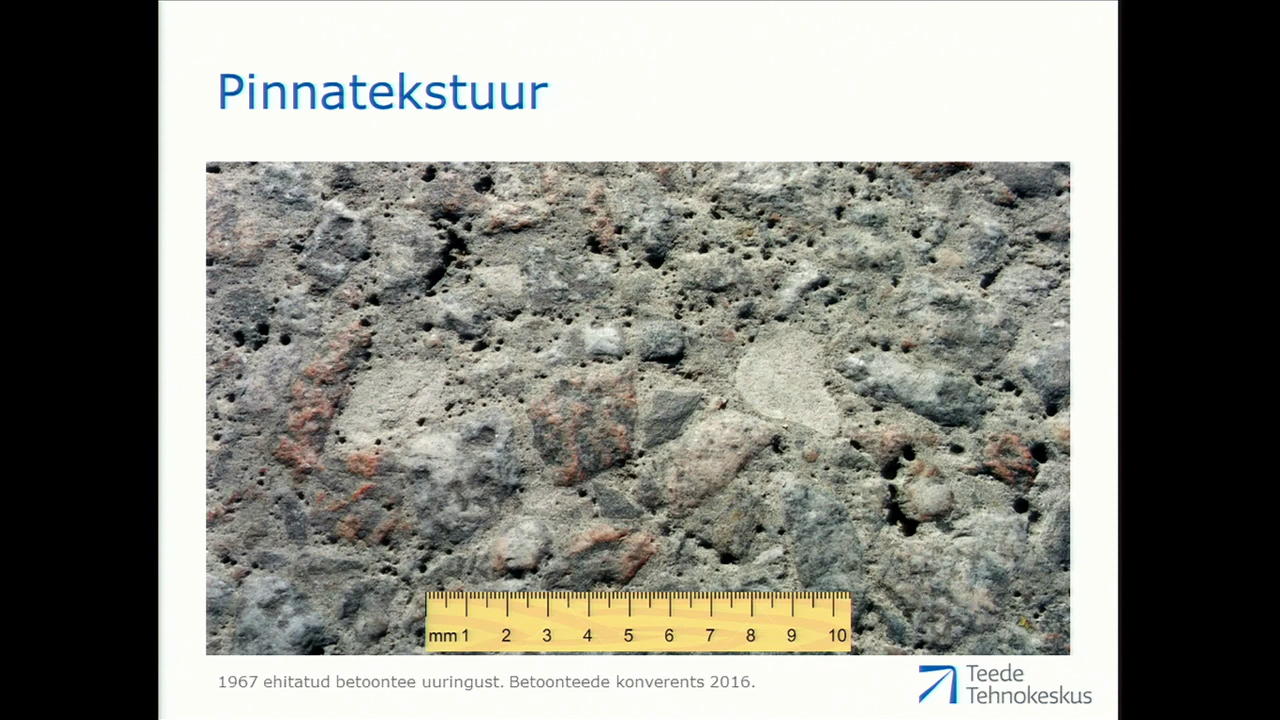 Pinnatekstuur
mm 1 2 3 4 5 6 7 8 9 10
1967 ehitatud betoontee uuringust. Betoonteede konverents 2016.
Teede
Tehnokeskus